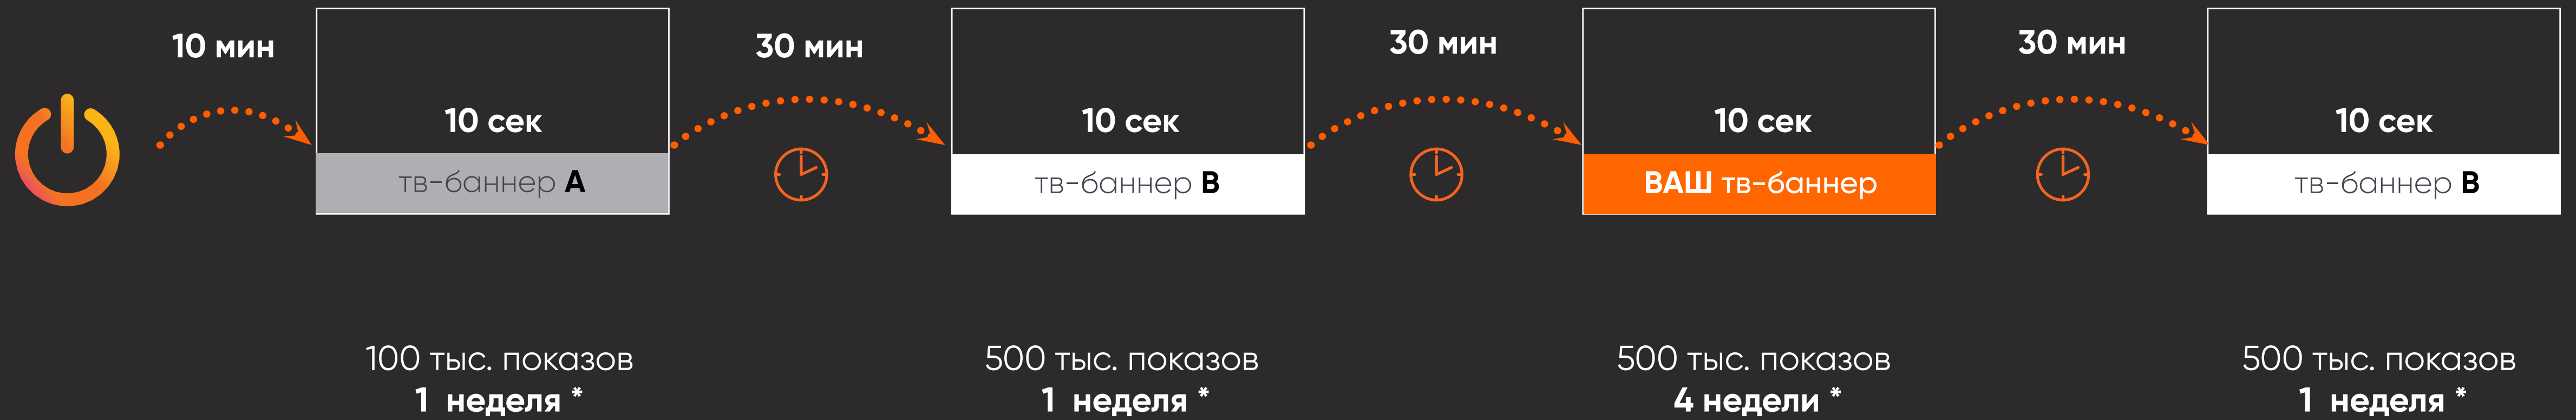 10 мин
30 мин
30 мин
30 мин
10 сек
10 сек
10 сек
10 сек
тв-баннер А
тв-баннер В
ВАШ тв-баннер
тв-баннер В
100 тыс. показов
1 неделя *
500 тыс. показов
1 неделя *
500 тыс. показов
4 недели *
500 тыс. показов
1 неделя *